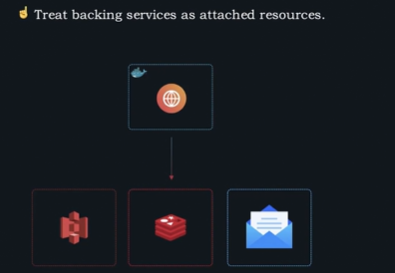 ☝ Treat backing services as attached resources.